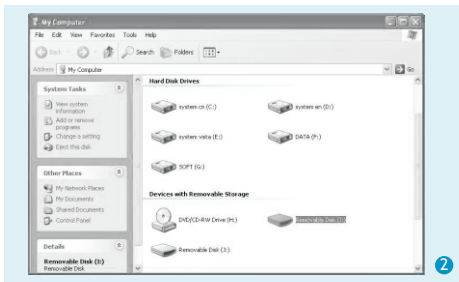 My Computer
File Edit View Favorites Tools Help
Back Search Folders
Address My Computer Go
System Tasks
View system
information
Add or remove
programs
Change a setting
Eject this disk
Other Places
My Network Places
My Documents
Shared Documents
Control Panel
Details
Removable Disk (I:)
Removable Disk
Hard Disk Drives
system cn (C:) system en (D:)
system vista (E:) DATA (F:)
SOFT (G:)
Devices with Removable Storage
DVD/CD-RW Drive (H:) Removable Disk (I:)
Removable Disk (J:)
2